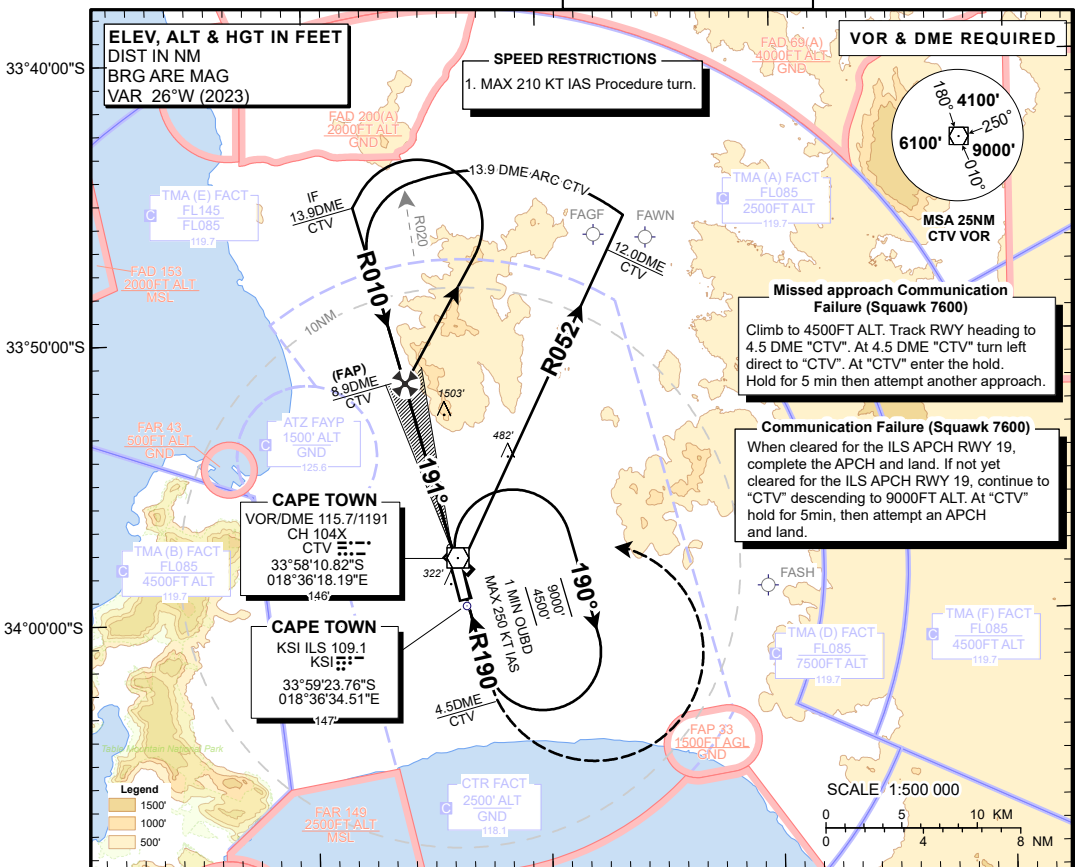 ELEV, ALT & HGT IN FEET
DIST IN NM
BRG ARE MAG
VAR 26°W (2023)
SPEED RESTRICTIONS
1. MAX 210 KT IAS Procedure turn.
VOR & DME REQUIRED
FAD 69(A)
4000FT ALT
GND
180°
4100'
250°
6100'
9000'
010°
MSA 25NM
CTV VOR
33°40'00"S
FAD 200(A)
2000FT ALT
GND
TMA (E) FACT
FL145
FL085
C
119.7
IF
13.9DME
CTV
13.9 DME ARC CTV
R020
FAGF
FAWN
12.0DME
CTV
TMA (A) FACT
FL085
2500FT ALT
C
119.7
FAD 153
2000FT ALT
MSL
R010
R052
10NM
Missed approach Communication
Failure (Squawk 7600)
Climb to 4500FT ALT. Track RWY heading to
4.5 DME "CTV". At 4.5 DME "CTV" turn left
direct to "CTV". At "CTV" enter the hold.
Hold for 5 min then attempt another approach.
33°50'00"S
(FAP)
8.9DME
CTV
1503'
482'
191°
FAR 43
500FT ALT
GND
ATZ FAYP
1500' ALT
GND
C
125.6
Communication Failure (Squawk 7600)
When cleared for the ILS APCH RWY 19,
complete the APCH and land. If not yet
cleared for the ILS APCH RWY 19, continue to
"CTV" descending to 9000FT ALT. At "CTV"
hold for 5min, then attempt an APCH
and land.
CAPE TOWN
VOR/DME 115.7/1191
CH 104X
CTV
33°58'10.82"S
018°36'18.19"E
146'
322'
TMA (B) FACT
FL085
4500FT ALT
C
119.7
9000'
4500'
1 MIN OUBD
MAX 250 KT IAS
190°
R190
FASH
34°00'00"S
CAPE TOWN
KSI ILS 109.1
KSI
33°59'23.76"S
018°36'34.51"E
147'
4.5DME
CTV
TMA (D) FACT
FL085
7500FT ALT
C
119.7
TMA (F) FACT
FL085
4500FT ALT
C
119.7
FAP 33
1500FT AGL
GND
Table Mountain National Park
Legend
1500'
1000'
500'
FAR 149
2500FT ALT
MSL
CTR FACT
2500' ALT
GND
C
118.1
SCALE 1:500 000
0 5 10 KM
0 4 8 NM